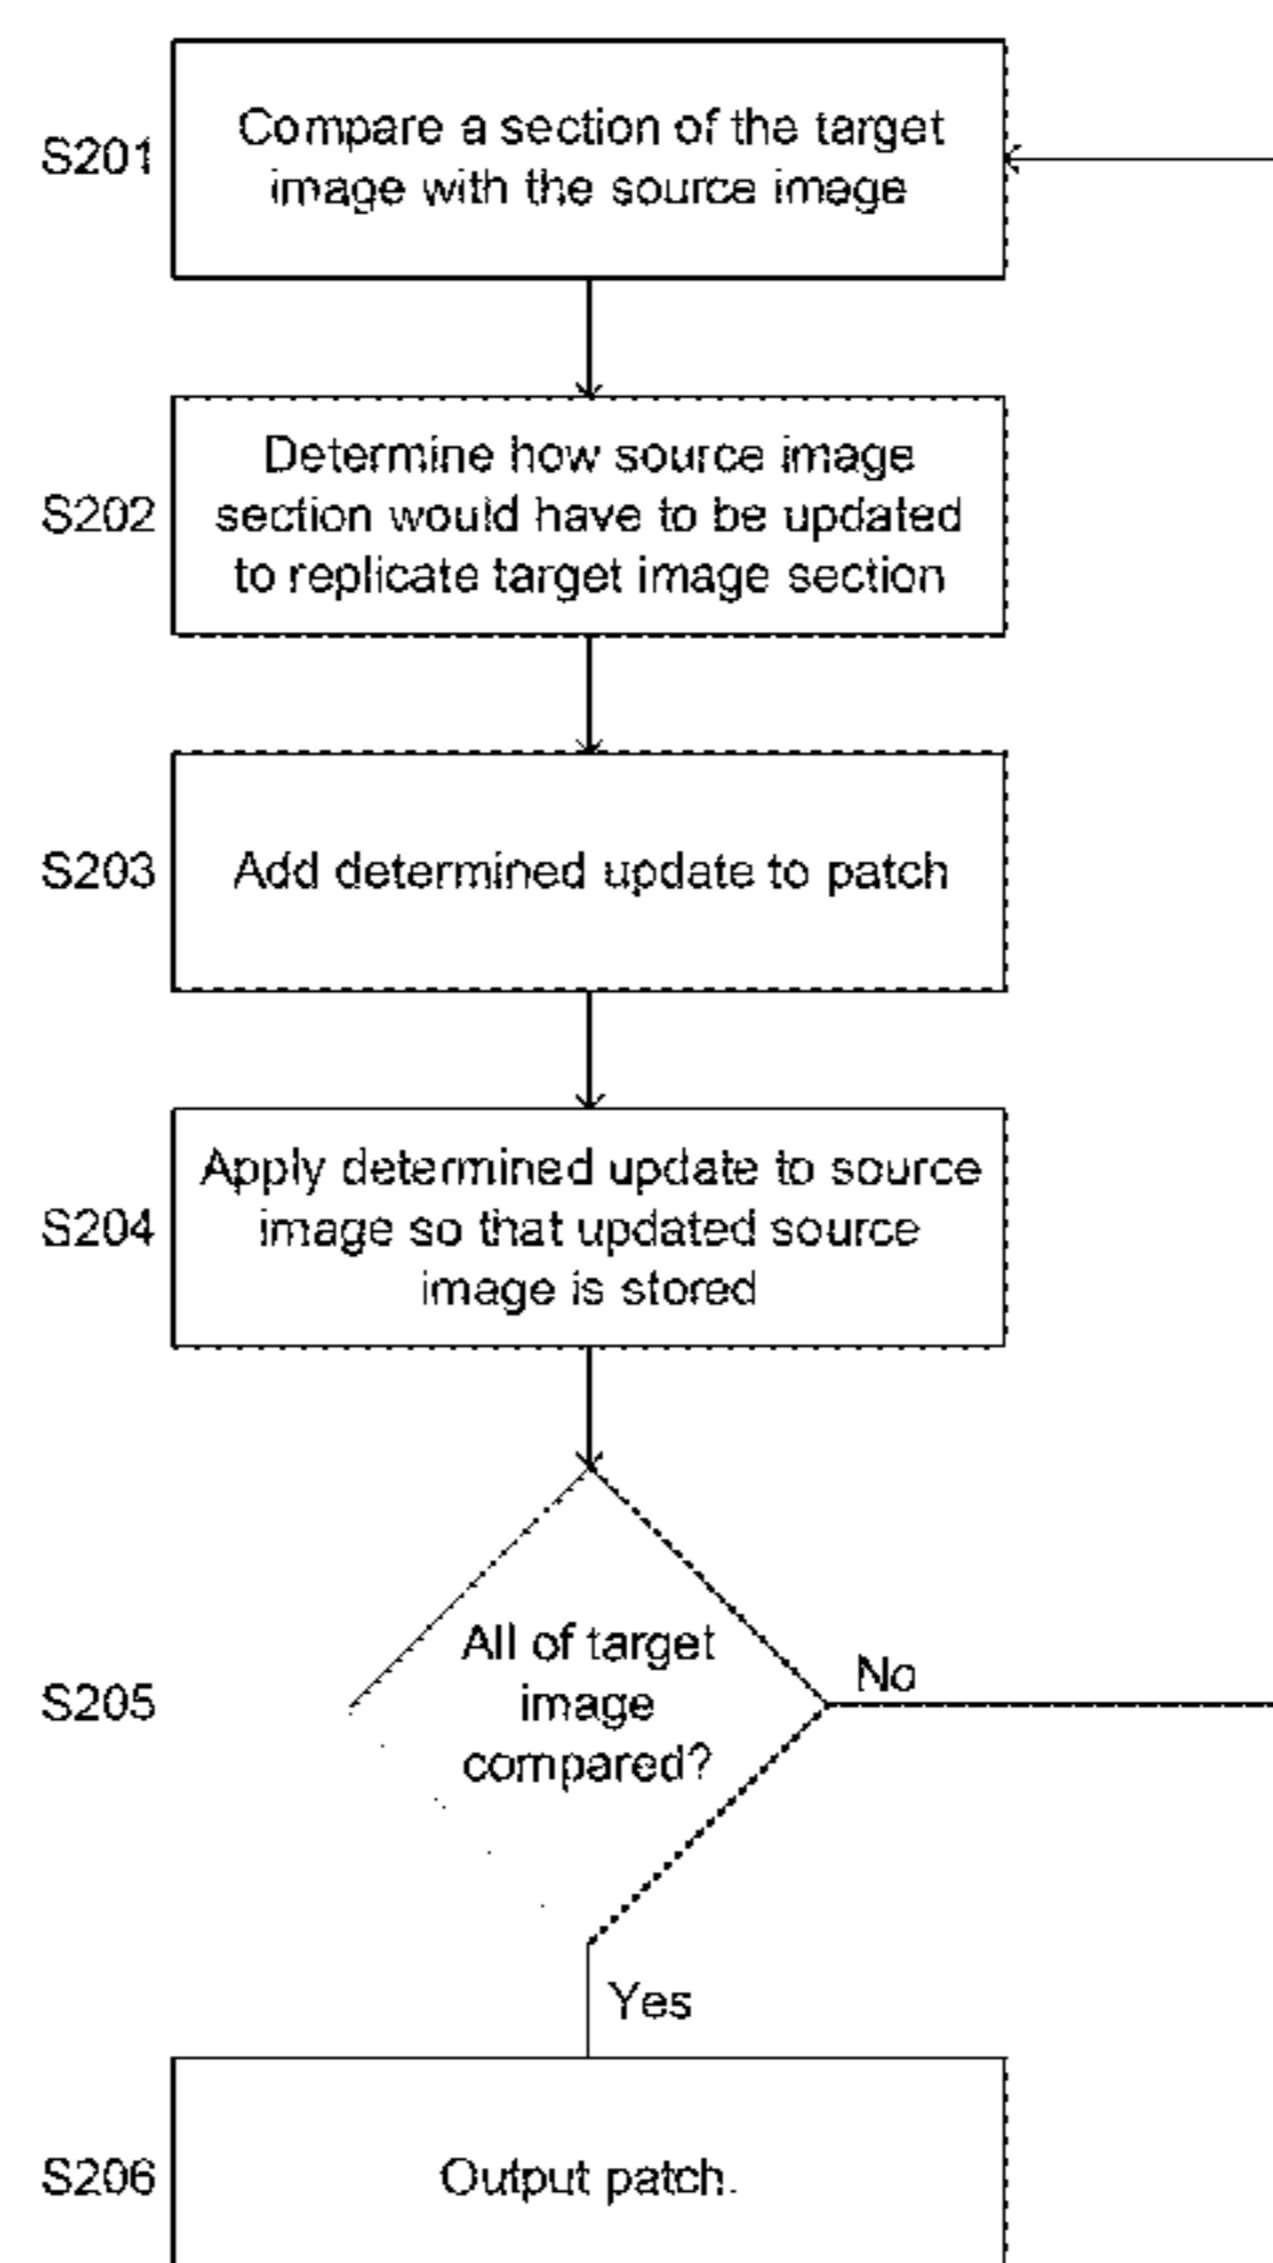 S201
Compare a section of the target
image with the source image
S202
Determine how source image
section would have to be updated
to replicate target image section
S203
Add determined update to patch
S204
Apply determined update to source
image so that updated source
image is stored
S205
All of target
image
compared?
No
Yes
S206
Output patch.